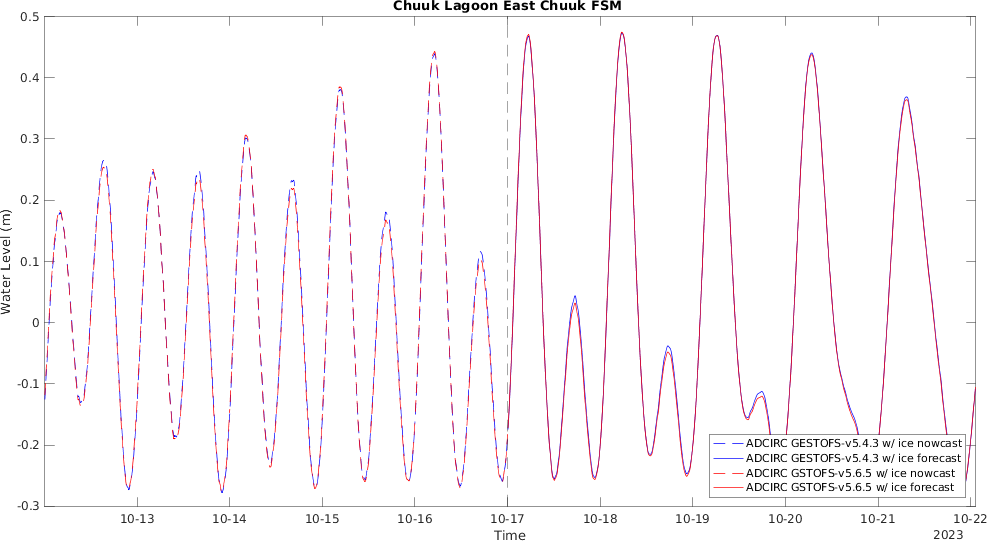 Chuuk Lagoon East Chuuk FSM
0.5
0.4
0.3
0.2
0.1
0
-0.1
-0.2
-0.3
Water Level (m)
ADCIRC GESTOFS-v5.4.3 w/ ice nowcast
ADCIRC GESTOFS-v5.4.3 w/ ice forecast
ADCIRC GSTOFS-v5.6.5 w/ ice nowcast
ADCIRC GSTOFS-v5.6.5 w/ ice forecast
10-13 10-14 10-15 10-16 10-17 10-18 10-19 10-20 10-21 10-22
Time 2023